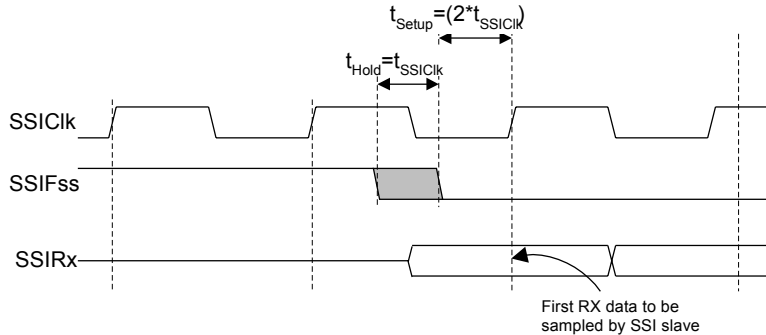 tSetup=(2*tSSIClk)
tHold=tSSIClk
SSIClk
SSIFss
SSIRx
First RX data to be
sampled by SSI slave